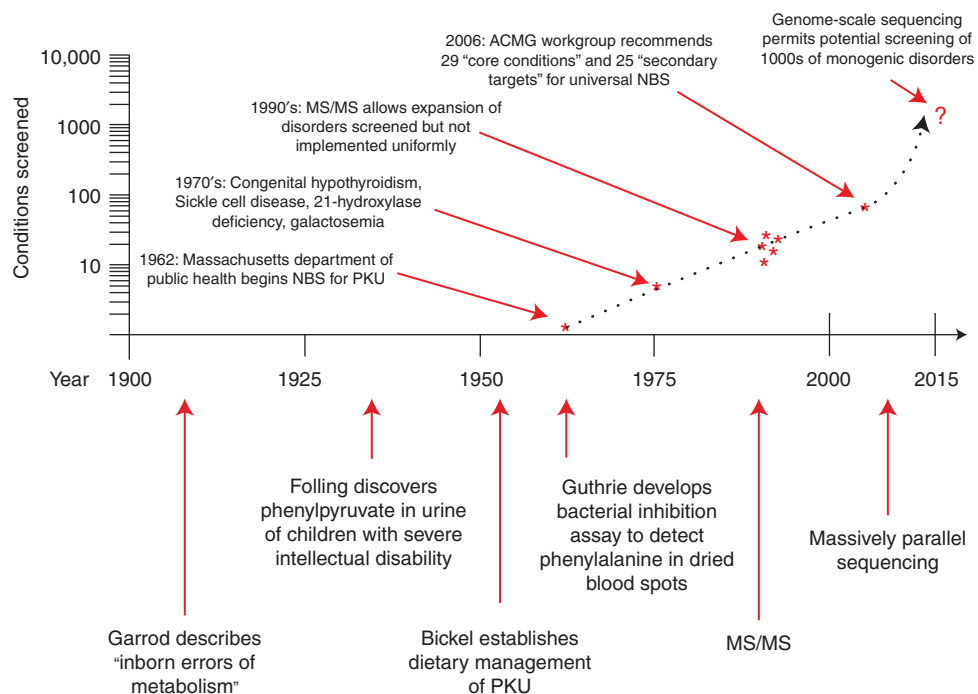 Genome-scale sequencing
permits potential screening of
1000s of monogenic disorders
2006: ACMG workgroup recommends
29 “core conditions” and 25 “secondary
targets” for universal NBS
1990′s: MS/MS allows expansion of
disorders screened but not
implemented uniformly
1970′s: Congenital hypothyroidism,
Sickle cell disease, 21-hydroxylase
deficiency, galactosemia
1962: Massachusetts department of
public health begins NBS for PKU
Conditions screened
10,000
1000
100
10
?
* * * * * * * *
Year
1900
1925
1950
1975
2000
2015
Folling discovers
phenylpyruvate in urine
of children with severe
intellectual disability
Guthrie develops
bacterial inhibition
assay to detect
phenylalanine in dried
blood spots
Massively parallel
sequencing
Garrod describes
“inborn errors of
metabolism”
Bickel establishes
dietary management
of PKU
MS/MS